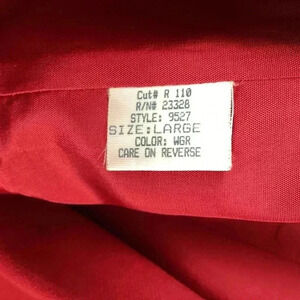 Cut# R 110
R/N# 23328
STYLE: 9527
SIZE:LARGE
COLOR: WGR
CARE ON REVERSE